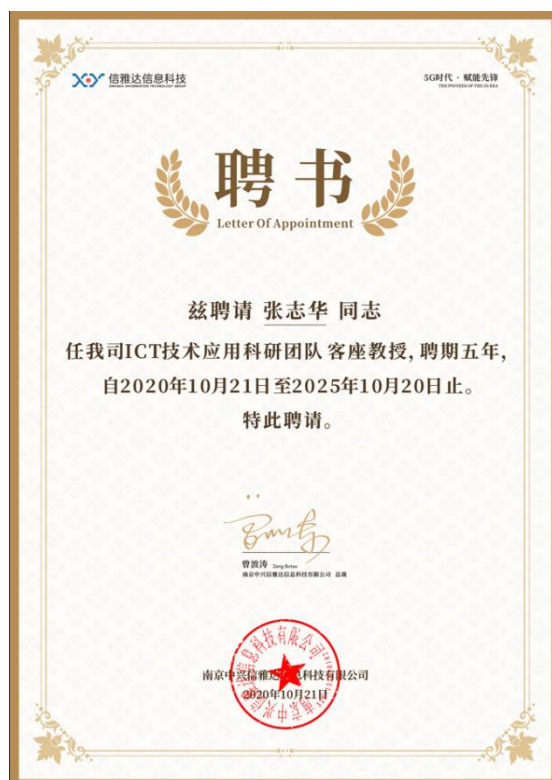 XY 信雅达信息科技
5G时代 · 赋能先锋
THE PIONEER OF THE 5G ERA
聘书
Letter Of Appointment
兹聘请 张志华 同志
任我司ICT技术应用科研团队 客座教授, 聘期五年,
自2020年10月21日至2025年10月20日止。
特此聘请。
曾波涛 Zeng Botao
南京中兴信雅达信息科技有限公司 总裁
南京中兴信雅达信息科技有限公司
2020年10月21日